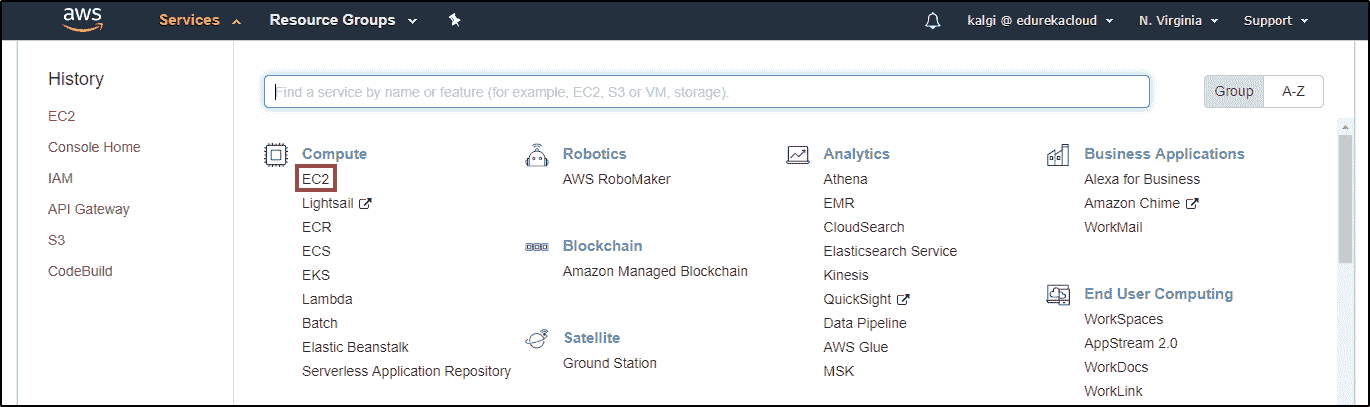 aws Services Resource Groups kalgi @ edurekacloud N. Virginia Support
History
EC2
Console Home
IAM
API Gateway
S3
CodeBuild
Find a service by name or feature (for example, EC2, S3 or VM, storage).
Group A-Z
Compute
EC2
Lightsail
ECR
ECS
EKS
Lambda
Batch
Elastic Beanstalk
Serverless Application Repository
Robotics
AWS RoboMaker
Blockchain
Amazon Managed Blockchain
Satellite
Ground Station
Analytics
Athena
EMR
CloudSearch
Elasticsearch Service
Kinesis
QuickSight
Data Pipeline
AWS Glue
MSK
Business Applications
Alexa for Business
Amazon Chime
WorkMail
End User Computing
WorkSpaces
AppStream 2.0
WorkDocs
WorkLink